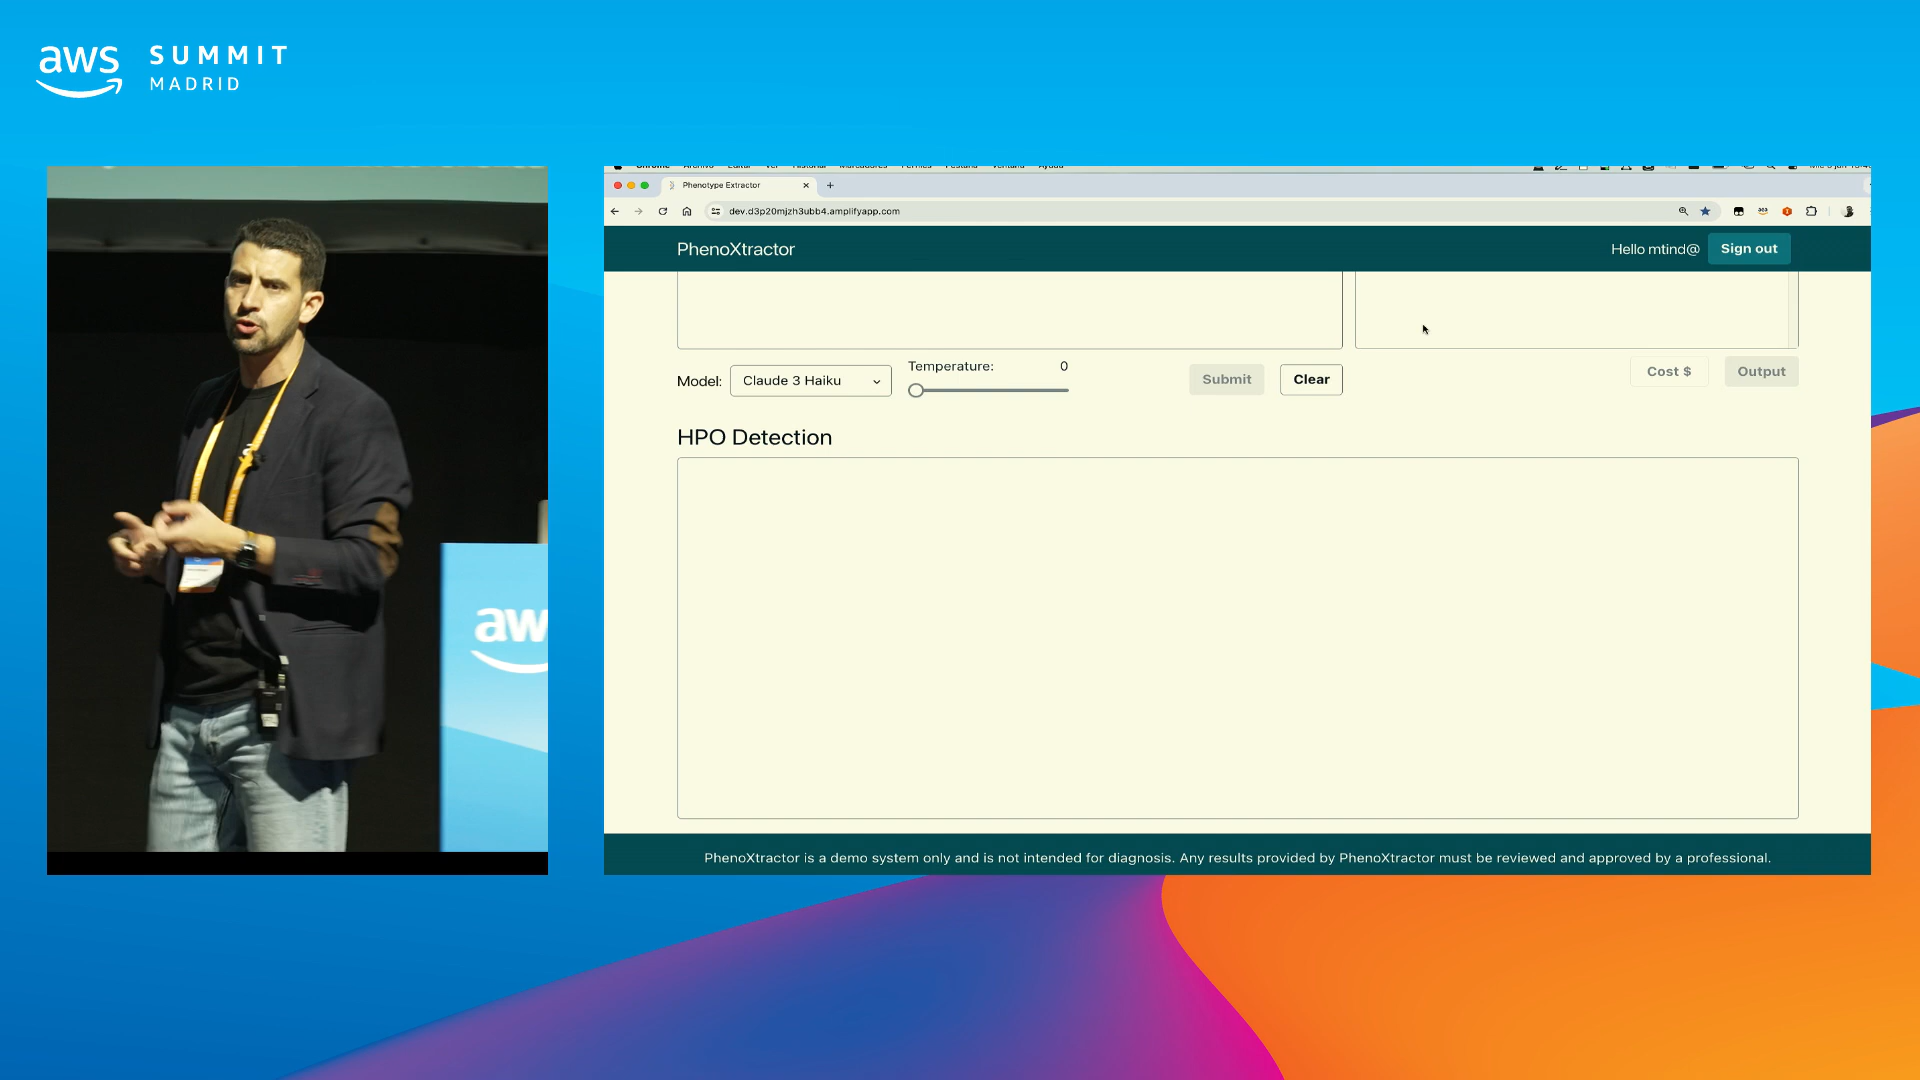 aws SUMMIT
MADRID
Phenotype Extractor
dev.d3p20mjzh3ubb4.amplifyapp.com
PhenoXtractor
Hello mtind@
Sign out
Model:
Claude 3 Haiku
Temperature:
0
Submit
Clear
Cost $
Output
HPO Detection
PhenoXtractor is a demo system only and is not intended for diagnosis. Any results provided by PhenoXtractor must be reviewed and approved by a professional.
aw